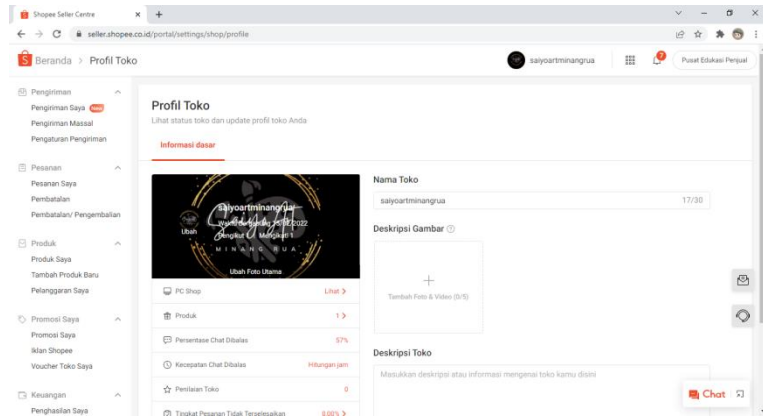 Shopee Seller Centre
seller.shopee.co.id/portal/settings/shop/profile
Beranda > Profil Toko
saiyoartminangrua
Pusat Edukasi Penjual
Pengiriman
Pengiriman Saya
Pengiriman Massal
Pengaturan Pengiriman
Pesanan
Pesanan Saya
Pembatalan
Pembatalan/ Pengembalian
Produk
Produk Saya
Tambah Produk Baru
Pelanggaran Saya
Promosi Saya
Promosi Saya
Iklan Shopee
Voucher Toko Saya
Keuangan
Penghasilan Saya
Profil Toko
Lihat status toko dan update profil toko Anda
Informasi dasar
saiyoartminangrua
Ubah
Pengikut Mengikuti 1
MINANG RUA
Ubah Foto Utama
PC Shop Lihat >
Produk 1 >
Persentase Chat Dibalas 57%
Kecepatan Chat Dibalas Hitungan jam
Penilaian Toko 0
Tingkat Pesanan Tidak Terselesaikan 0.00% >
Nama Toko
saiyoartminangrua 17/30
Deskripsi Gambar
Tambah Foto & Video (0/5)
Deskripsi Toko
Masukkan deskripsi atau informasi mengenai toko kamu disini
Chat